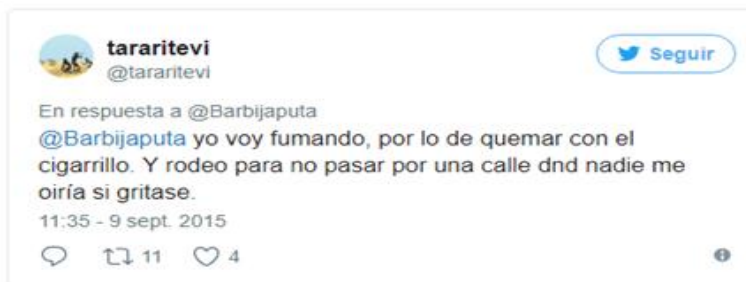 tararitevi
@tararitevi
Seguir
En respuesta a @Barbijaputa
@Barbijaputa yo voy fumando, por lo de quemar con el
cigarrillo. Y rodeo para no pasar por una calle dnd nadie me
oiría si gritase.
11:35 - 9 sept. 2015
11 4